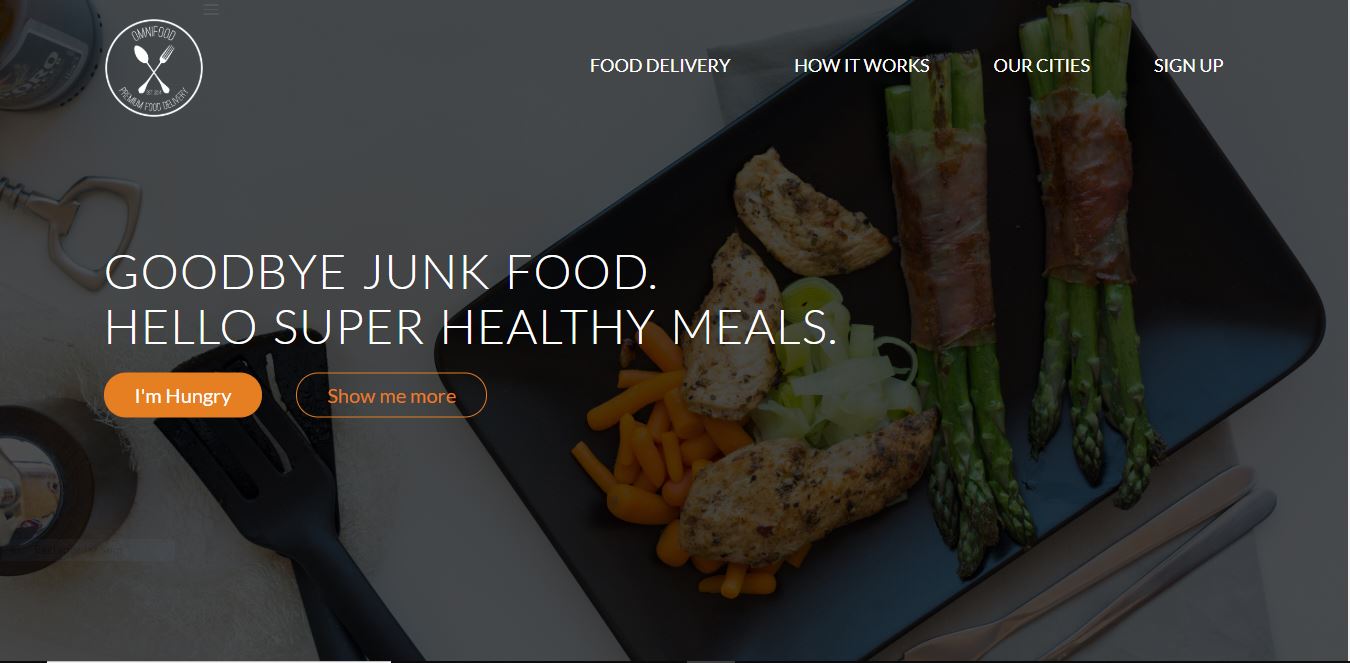 OMNIFOOD
PREMIUM FOOD DELIVERY
FOOD DELIVERY
HOW IT WORKS
OUR CITIES
SIGN UP
GOODBYE JUNK FOOD.
HELLO SUPER HEALTHY MEALS.
I'm Hungry
Show me more